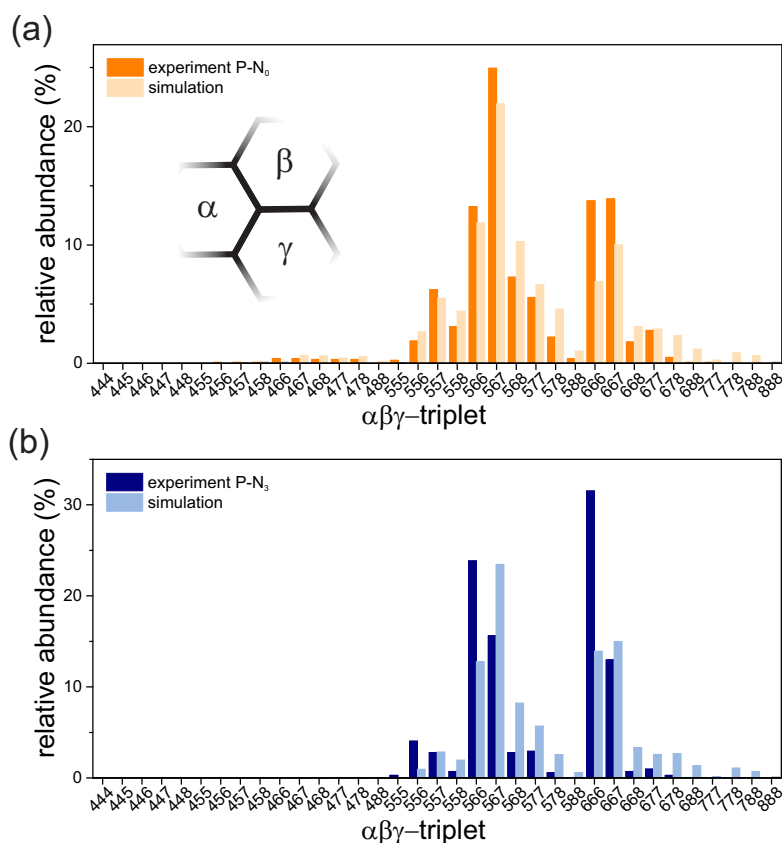 (a)
relative abundance (%)
experiment P-N₀
simulation
20
10
0
α
β
γ
444 445 446 447 448 455 456 457 458 466 467 468 477 478 488 555 556 557 558 566 567 568 577 578 588 666 667 668 677 678 688 777 778 788 888
αβγ–triplet
(b)
relative abundance (%)
experiment P-N₃
simulation
30
20
10
0
444 445 446 447 448 455 456 457 458 466 467 468 477 478 488 555 556 557 558 566 567 568 577 578 588 666 667 668 677 678 688 777 778 788 888
αβγ–triplet